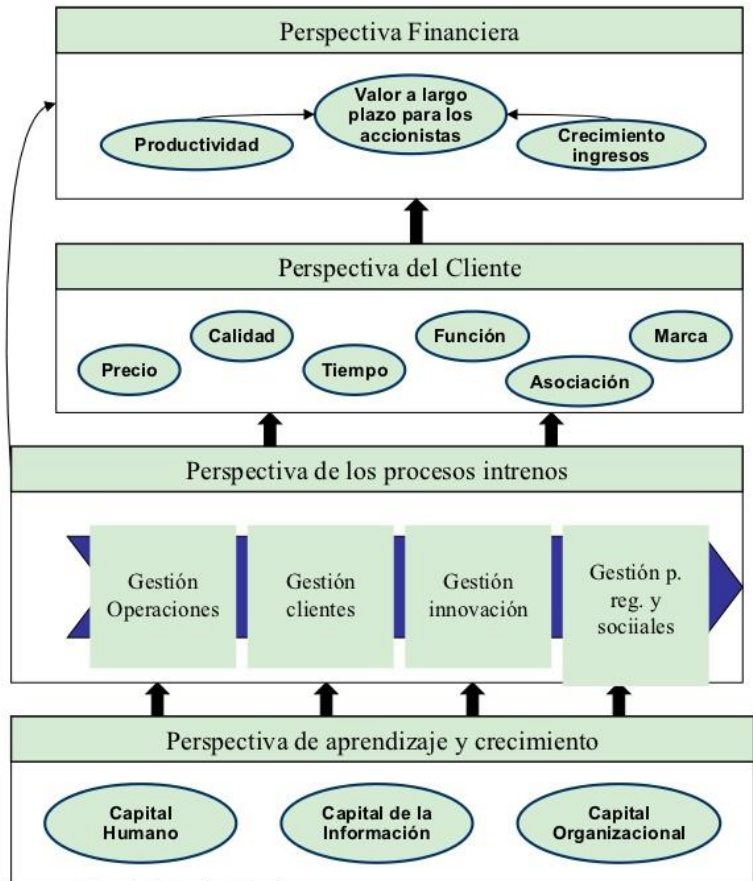 Perspectiva Financiera
Valor a largo
plazo para los
accionistas
Productividad
Crecimiento
ingresos
Perspectiva del Cliente
Calidad
Función
Marca
Precio
Tiempo
Asociación
Perspectiva de los procesos intrenos
Gestión
Operaciones
Gestión
clientes
Gestión
innovación
Gestión p.
reg. y
sociiales
Perspectiva de aprendizaje y crecimiento
Capital
Humano
Capital de la
Información
Capital
Organizacional